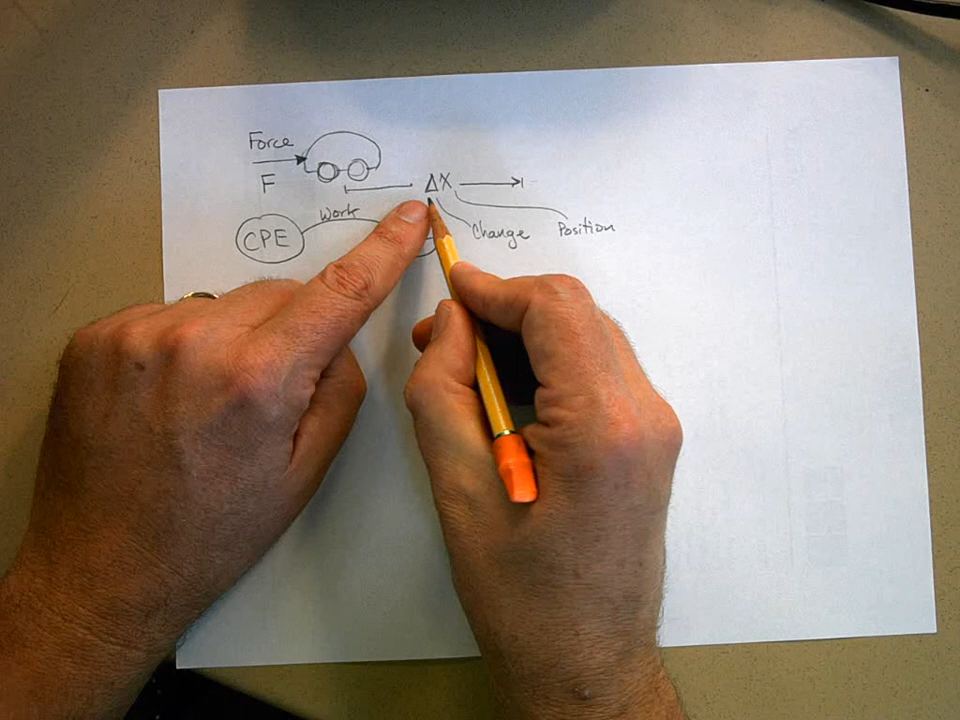 Force
F
ΔX
Work
CPE
Change
Position